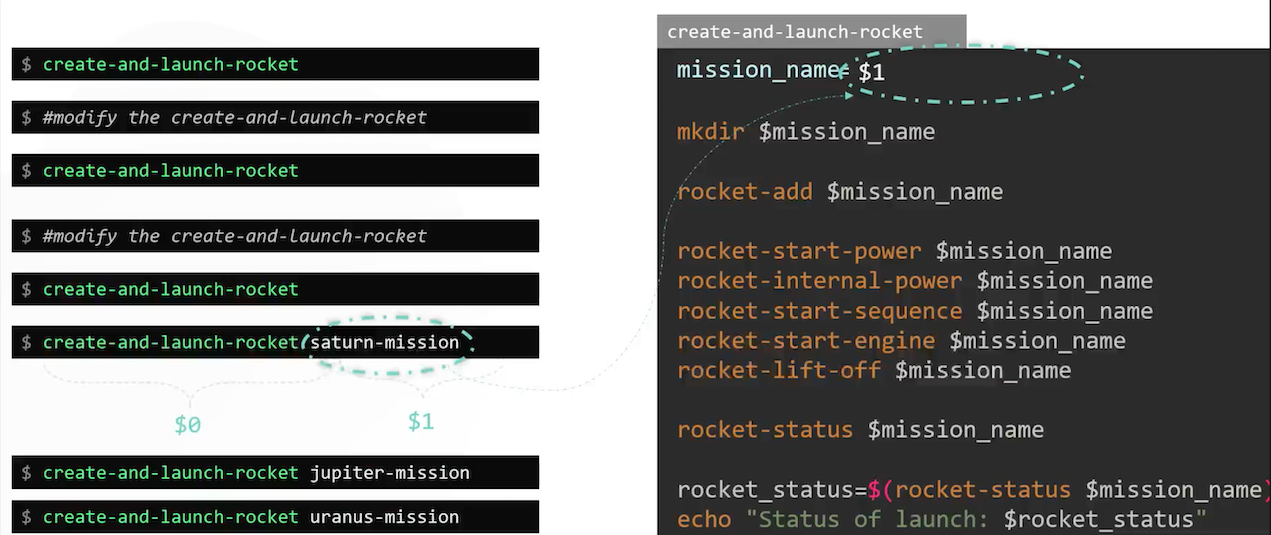 $ create-and-launch-rocket
$ #modify the create-and-launch-rocket
$ create-and-launch-rocket
$ #modify the create-and-launch-rocket
$ create-and-launch-rocket
$ create-and-launch-rocket saturn-mission
$0 $1
$ create-and-launch-rocket jupiter-mission
$ create-and-launch-rocket uranus-mission
create-and-launch-rocket
mission_name= $1
mkdir $mission_name
rocket-add $mission_name
rocket-start-power $mission_name
rocket-internal-power $mission_name
rocket-start-sequence $mission_name
rocket-start-engine $mission_name
rocket-lift-off $mission_name
rocket-status $mission_name
rocket_status=$(rocket-status $mission_name)
echo "Status of launch: $rocket_status"